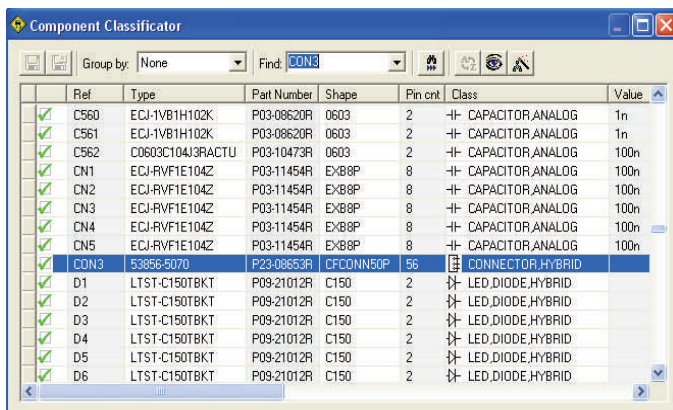 Component Classificator
Group by: None Find: CON3
Ref Type Part Number Shape Pin cnt Class Value
C560 ECJ-1VB1H102K P03-08620R 0603 2 CAPACITOR,ANALOG 1n
C561 ECJ-1VB1H102K P03-08620R 0603 2 CAPACITOR,ANALOG 1n
C562 C0603C104J3RACTU P03-10473R 0603 2 CAPACITOR,ANALOG 100n
CN1 ECJ-RVF1E104Z P03-11454R EXB8P 8 CAPACITOR,ANALOG 100n
CN2 ECJ-RVF1E104Z P03-11454R EXB8P 8 CAPACITOR,ANALOG 100n
CN3 ECJ-RVF1E104Z P03-11454R EXB8P 8 CAPACITOR,ANALOG 100n
CN4 ECJ-RVF1E104Z P03-11454R EXB8P 8 CAPACITOR,ANALOG 100n
CN5 ECJ-RVF1E104Z P03-11454R EXB8P 8 CAPACITOR,ANALOG 100n
CON3 53856-5070 P23-08653R CFCONN50P 56 CONNECTOR,HYBRID
D1 LTST-C150TBKT P09-21012R C150 2 LED,DIODE,HYBRID
D2 LTST-C150TBKT P09-21012R C150 2 LED,DIODE,HYBRID
D3 LTST-C150TBKT P09-21012R C150 2 LED,DIODE,HYBRID
D4 LTST-C150TBKT P09-21012R C150 2 LED,DIODE,HYBRID
D5 LTST-C150TBKT P09-21012R C150 2 LED,DIODE,HYBRID
D6 LTST-C150TBKT P09-21012R C150 2 LED,DIODE,HYBRID